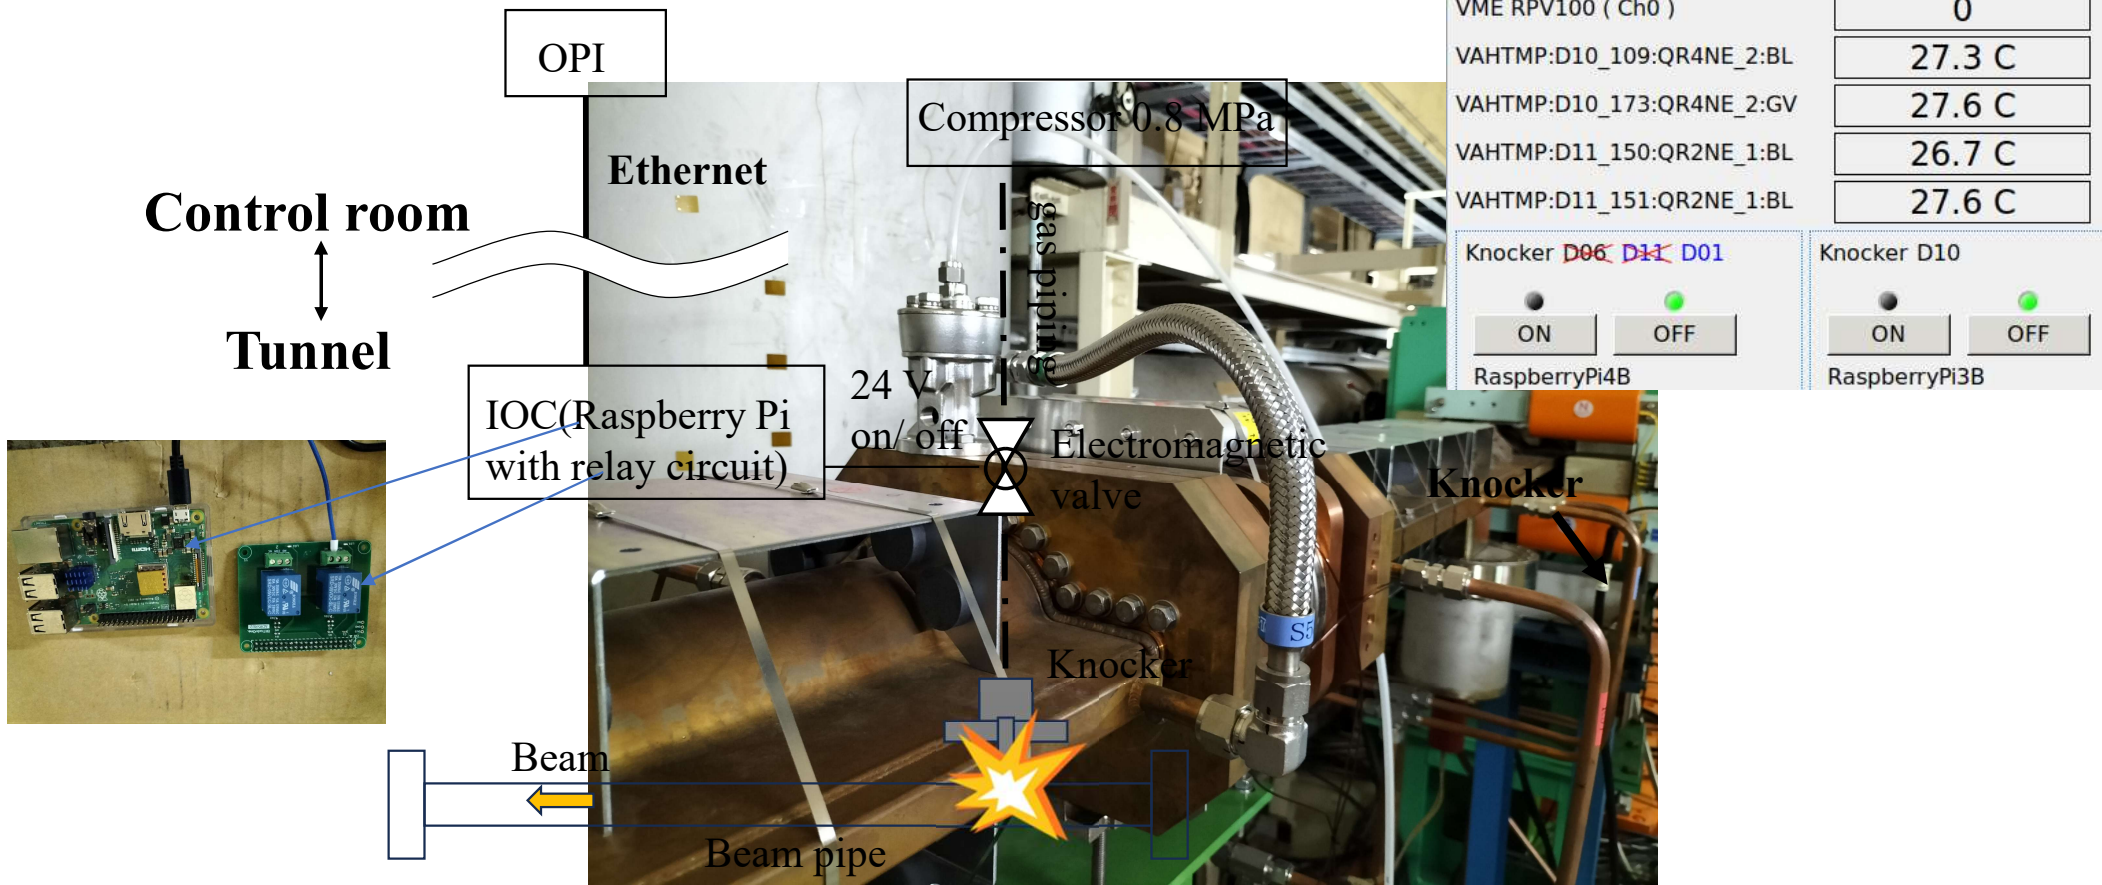 OPI
Compressor 0.8 MPa
Ethernet
gas piping
Control room
Tunnel
24 V
on/ off
IOC(Raspberry Pi
with relay circuit)
Electromagnetic
valve
Knocker
Knocker
S5
Beam
Beam pipe
VME RPV100 ( Ch0 )
0
VAHTMP:D10_109:QR4NE_2:BL
27.3 C
VAHTMP:D10_173:QR4NE_2:GV
27.6 C
VAHTMP:D11_150:QR2NE_1:BL
26.7 C
VAHTMP:D11_151:QR2NE_1:BL
27.6 C
Knocker D06 D11 D01
ON
OFF
RaspberryPi4B
Knocker D10
ON
OFF
RaspberryPi3B
N
HDMI